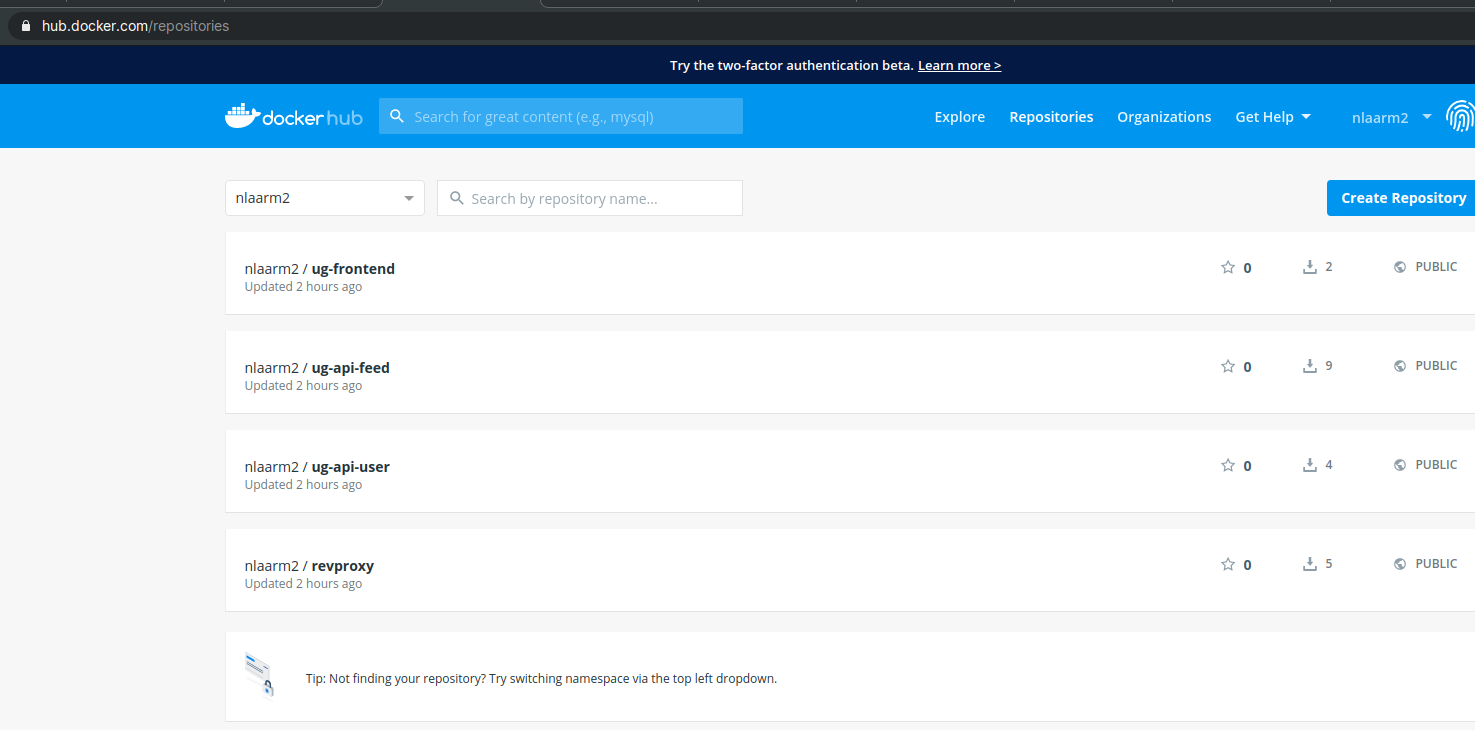 hub.docker.com/repositories
Try the two-factor authentication beta. Learn more >
docker hub
Search for great content (e.g., mysql)
Explore
Repositories
Organizations
Get Help
nlaarm2
nlaarm2
Search by repository name...
Create Repository
nlaarm2 / ug-frontend
Updated 2 hours ago
0
2
PUBLIC
nlaarm2 / ug-api-feed
Updated 2 hours ago
0
9
PUBLIC
nlaarm2 / ug-api-user
Updated 2 hours ago
0
4
PUBLIC
nlaarm2 / revproxy
Updated 2 hours ago
0
5
PUBLIC
Tip: Not finding your repository? Try switching namespace via the top left dropdown.